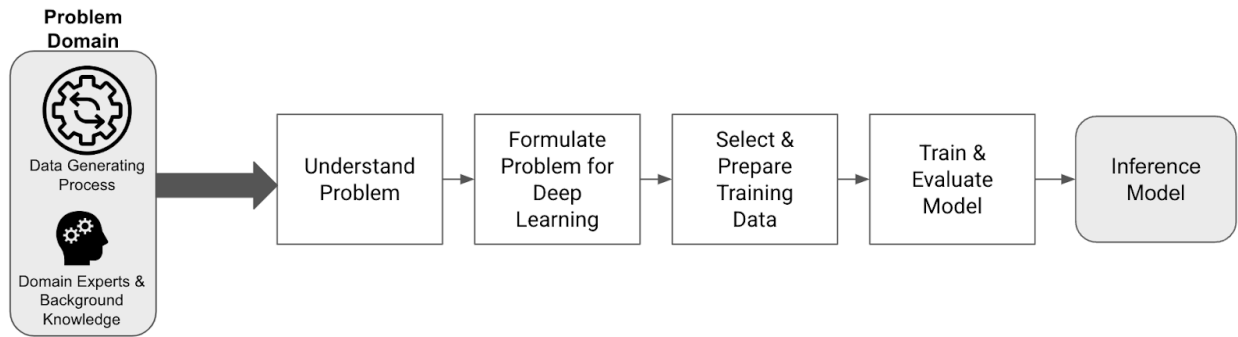 Problem
Domain
Data Generating
Process
Domain Experts &
Background
Knowledge
Understand
Problem
Formulate
Problem for
Deep
Learning
Select &
Prepare
Training
Data
Train &
Evaluate
Model
Inference
Model